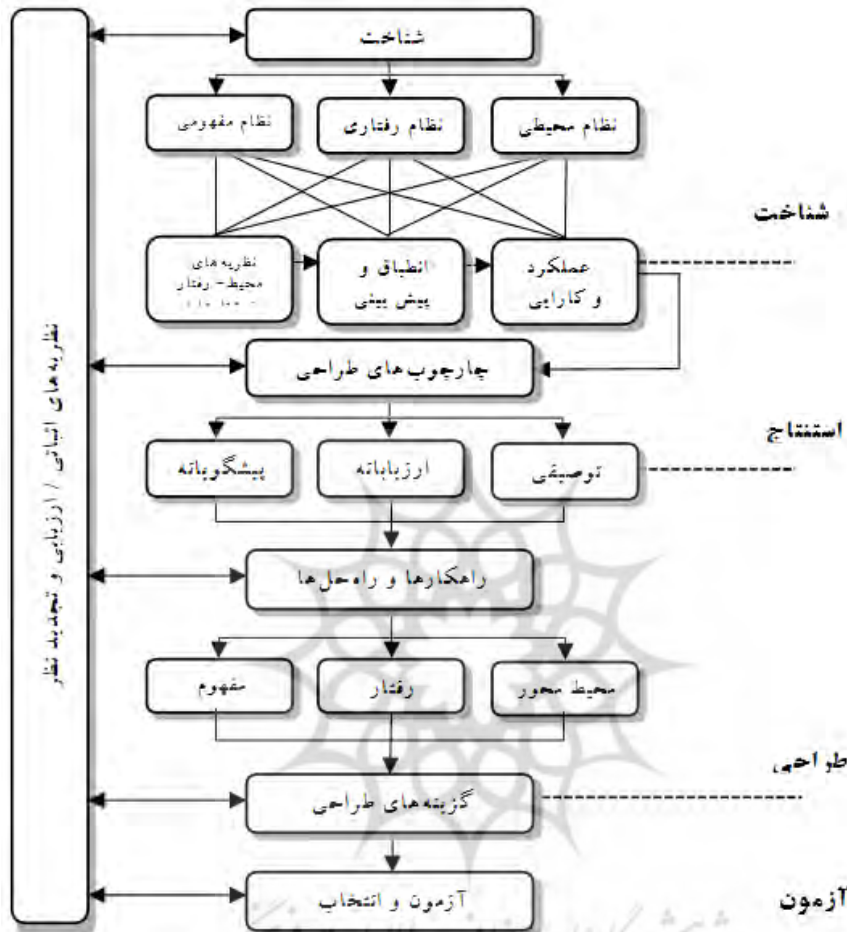 شناخت
نظام محیطی
نظام رفتاری
نظام مفهومی
شناخت
عملکرد
و کارایی
انطباق و
پیش بینی
نظریه های
محیط- رفتار
چارچوب‌های طراحی
استنتاج
توصیقی
ارزیابانه
پیشگویانه
راهکارها و راه‌حل‌ها
محیط محور
رفتار
مفهوم
طراحی
گزینه‌های طراحی
آزمون
آزمون و انتخاب
نظریه‌های اثباتی / ارزیابی و تجدید نظر